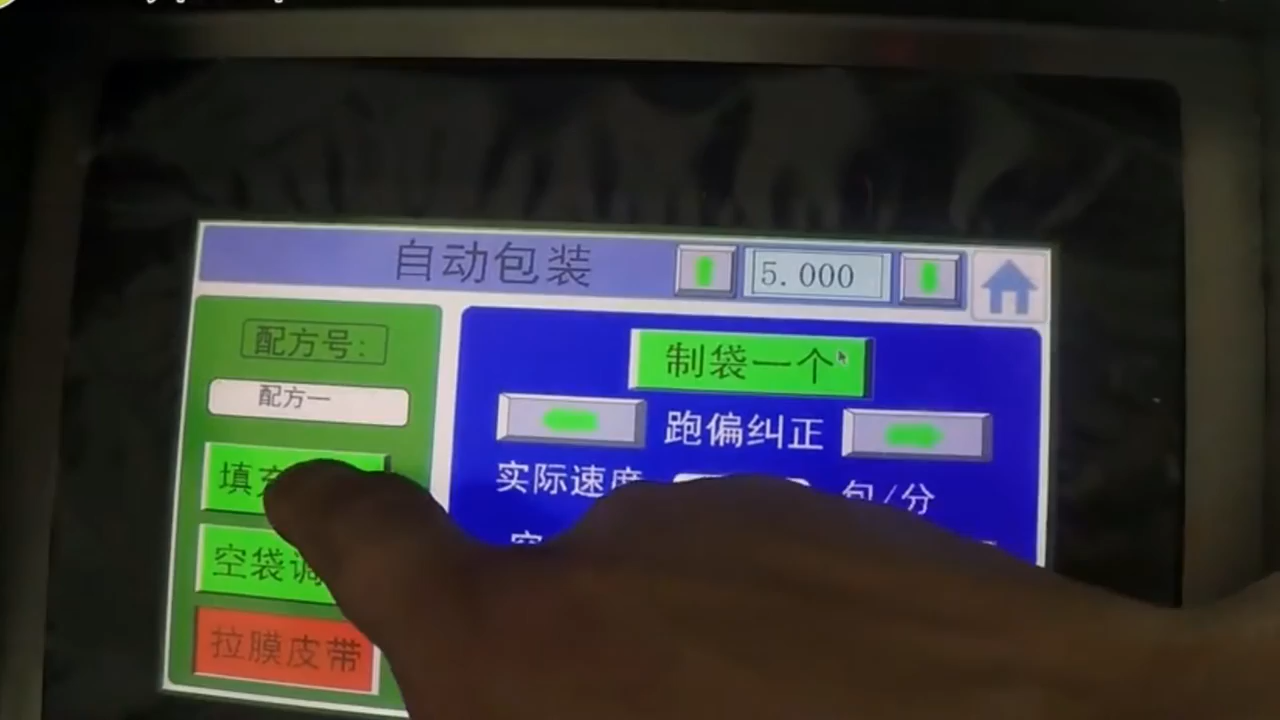 自动包装
5.000
配方号:
配方一
填充
空袋调
拉膜皮带
制袋一个
跑偏纠正
实际速度
包/分